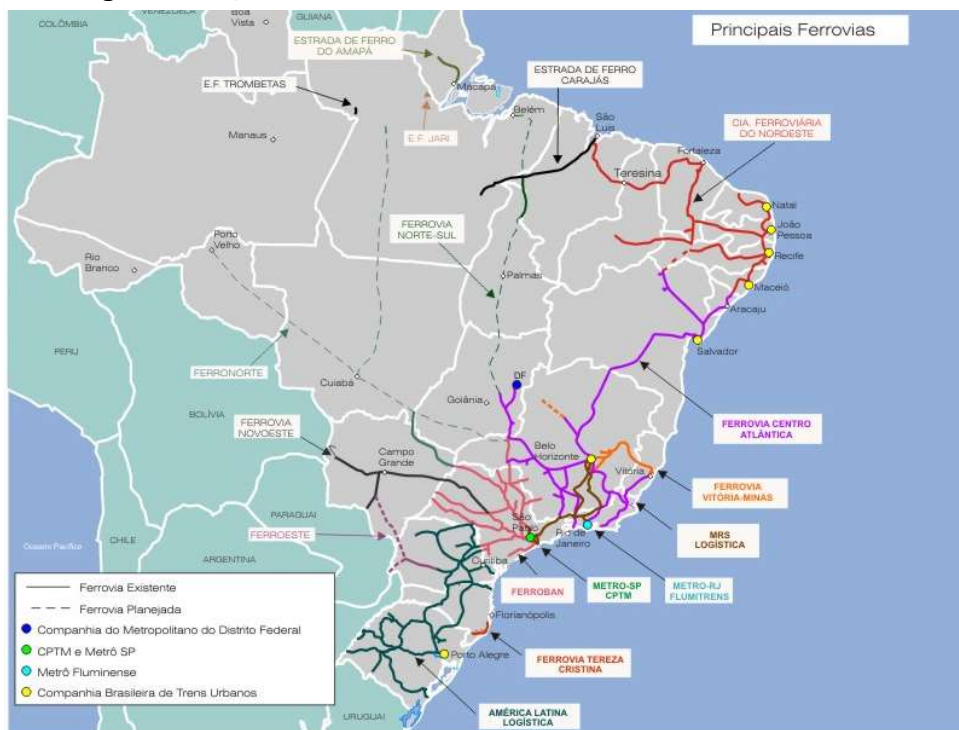 COLÔMBIA
VENEZUELA
GUIANA
Boa
Vista
Principais Ferrovias
ESTRADA DE FERRO
DO AMAPÁ
Macapá
ESTRADA DE FERRO
CARAJÁS
E.F. TROMBETAS
E.F. JARI
Belém
São
Luis
CIA. FERROVIÁRIA
DO NORDESTE
Manaus
Fortaleza
Teresina
Natal
João
Pessoa
Recife
Maceió
Aracaju
Salvador
FERROVIA
NORTE-SUL
Porto
Velho
Rio
Branco
Palmas
PERU
FERRONORTE
Cuiabá
DF
Goiânia
BOLÍVIA
FERROVIA
NOVOESTE
Campo
Grande
Belo
Horizonte
Vitória
FERROVIA CENTRO
ATLÂNTICA
FERROVIA
VITÓRIA-MINAS
PARAGUAI
FERROESTE
São
Paulo
Rio de
Janeiro
MRS
LOGÍSTICA
Oceano Pacífico
CHILE
ARGENTINA
Curitiba
FERROBAN
METRO-SP
CPTM
METRO-RJ
FLUMITRENS
Florianópolis
Porto Alegre
FERROVIA TEREZA
CRISTINA
AMÉRICA LATINA
LOGÍSTICA
URUGUAI
Ferrovia Existente
Ferrovia Planejada
Companhia do Metropolitano do Distrito Federal
CPTM e Metrô SP
Metrô Fluminense
Companhia Brasileira de Trens Urbanos